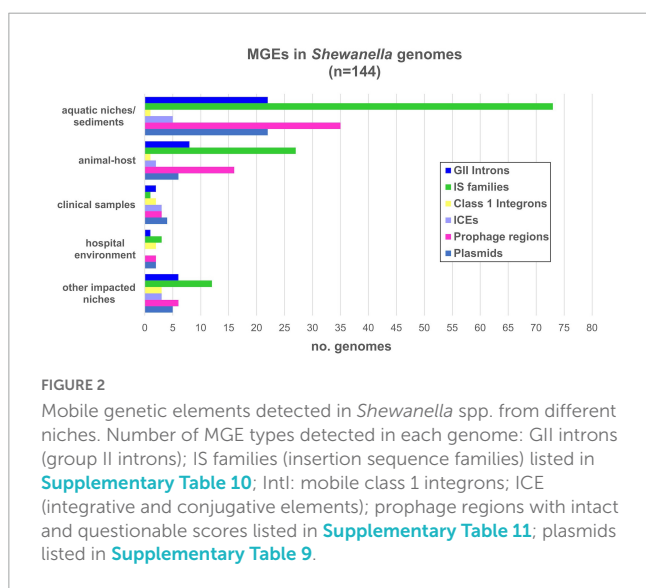 MGEs in Shewanella genomes
(n=144)
aquatic niches/
sediments
animal-host
clinical samples
hospital
environment
other impacted
niches
GII Introns
IS families
Class 1 Integrons
ICEs
Prophage regions
Plasmids
0 5 10 15 20 25 30 35 40 45 50 55 60 65 70 75 80
no. genomes
FIGURE 2
Mobile genetic elements detected in Shewanella spp. from different
niches. Number of MGE types detected in each genome: GII introns
(group II introns); IS families (insertion sequence families) listed in
Supplementary Table 10; IntI: mobile class 1 integrons; ICE
(integrative and conjugative elements); prophage regions with intact
and questionable scores listed in Supplementary Table 11; plasmids
listed in Supplementary Table 9.